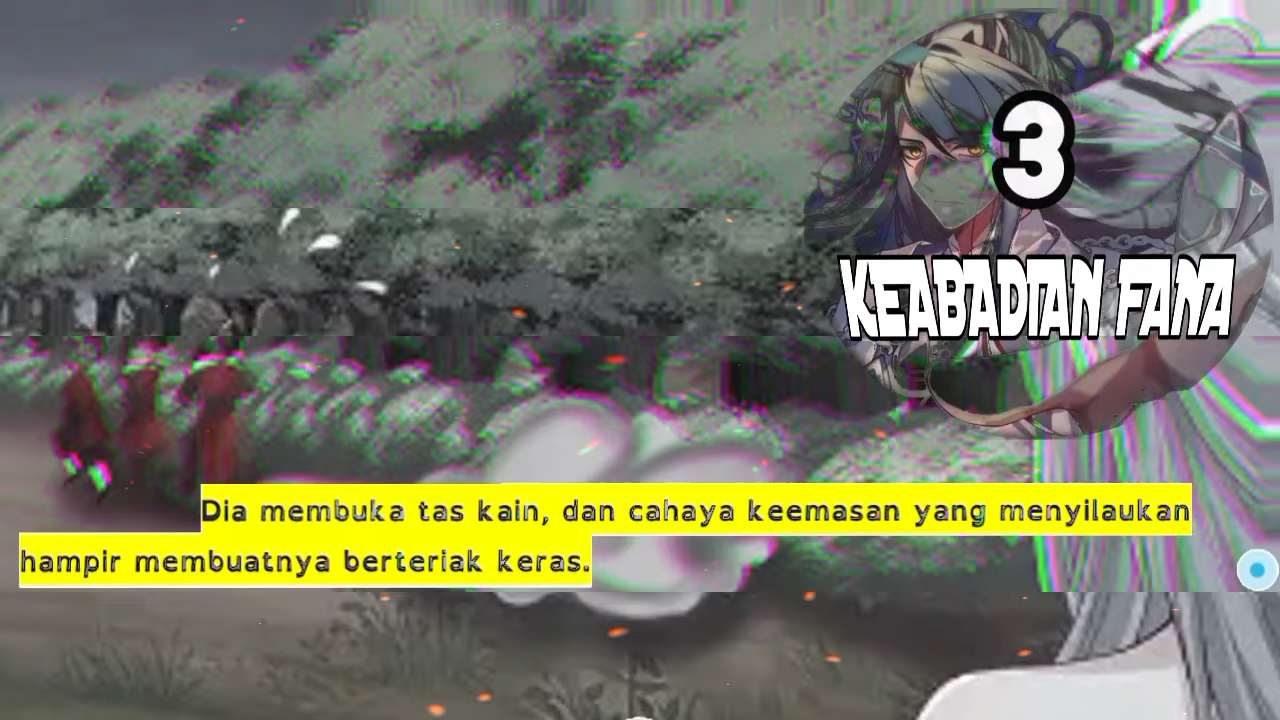 3
KEABADIAN FANA
Dia membuka tas kain, dan cahaya keemasan yang menyilaukan
hampir membuatnya berteriak keras.